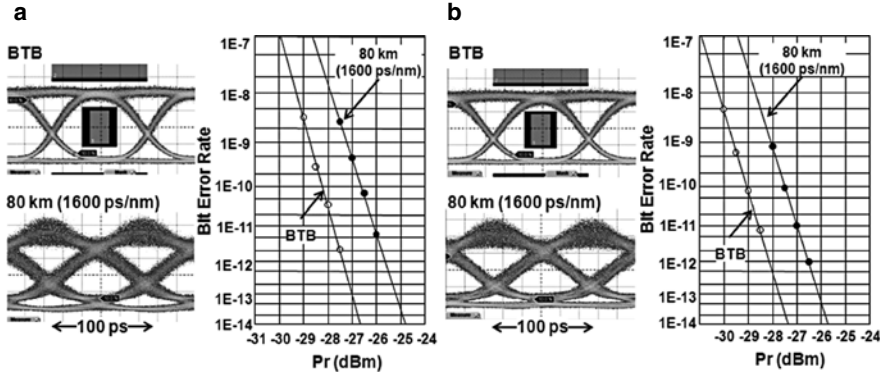 a
BTB
80 km (1600 ps/nm)
100 ps
BIt Error Rate
1E-7
1E-8
1E-9
1E-10
1E-11
1E-12
1E-13
1E-14
80 km
(1600 ps/nm)
BTB
-31 -30 -29 -28 -27 -26 -25 -24
Pr (dBm)
b
BTB
80 km (1600 ps/nm)
100 ps
BIt Error Rate
1E-7
1E-8
1E-9
1E-10
1E-11
1E-12
1E-13
1E-14
80 km
(1600 ps/nm)
BTB
-30 -29 -28 -27 -26 -25 -24
Pr (dBm)